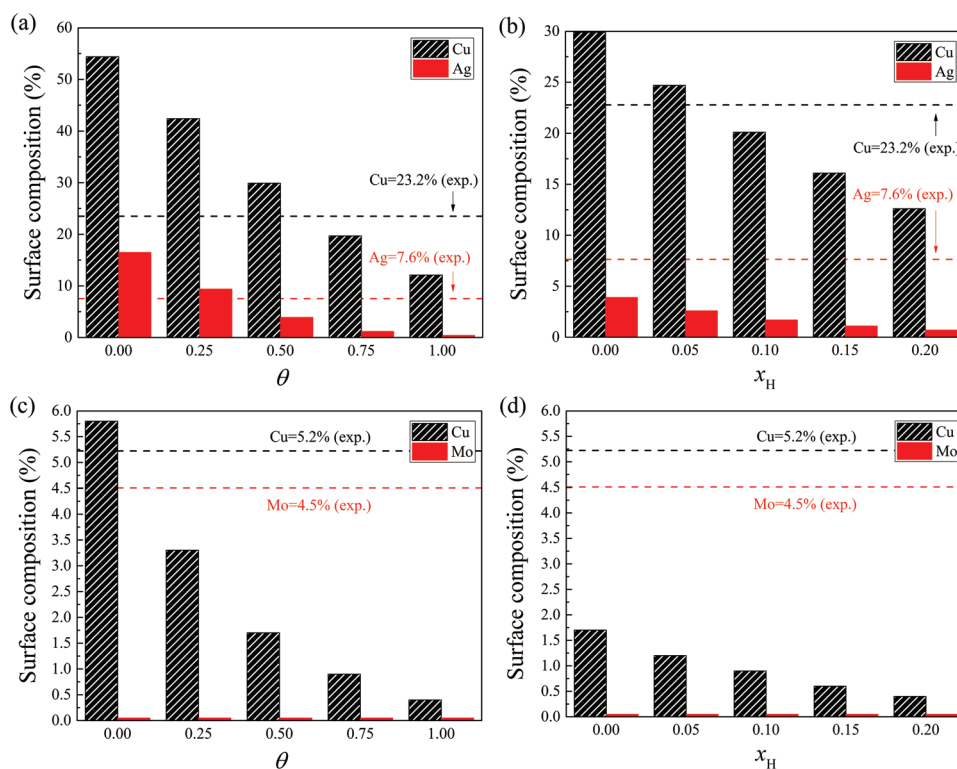 (a)
60
50
40
30
20
10
0
Surface composition (%)
Cu
Ag
Cu=23.2% (exp.)
Ag=7.6% (exp.)
0.00 0.25 0.50 0.75 1.00
θ
(b)
30
25
20
15
10
5
0
Surface composition (%)
Cu
Ag
Cu=23.2% (exp.)
Ag=7.6% (exp.)
0.00 0.05 0.10 0.15 0.20
xH
(c)
6.0
5.5
5.0
4.5
4.0
3.5
3.0
2.5
2.0
1.5
1.0
0.5
0.0
Surface composition (%)
Cu
Mo
Cu=5.2% (exp.)
Mo=4.5% (exp.)
0.00 0.25 0.50 0.75 1.00
θ
(d)
6.0
5.5
5.0
4.5
4.0
3.5
3.0
2.5
2.0
1.5
1.0
0.5
0.0
Surface composition (%)
Cu
Mo
Cu=5.2% (exp.)
Mo=4.5% (exp.)
0.00 0.05 0.10 0.15 0.20
xH